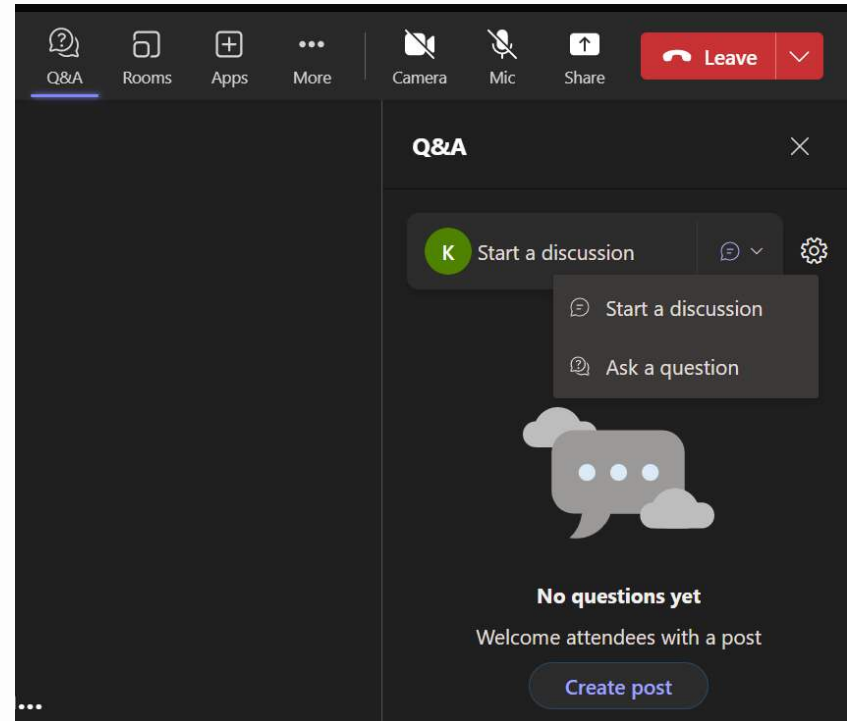 Q&A Rooms Apps More Camera Mic Share Leave
Q&A
K Start a discussion
Start a discussion
Ask a question
No questions yet
Welcome attendees with a post
Create post